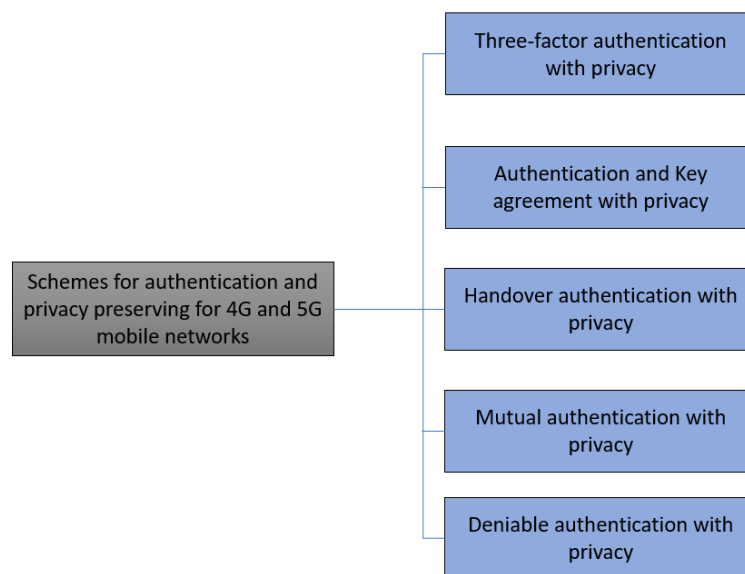 Three-factor authentication
with privacy
Authentication and Key
agreement with privacy
Schemes for authentication and
privacy preserving for 4G and 5G
mobile networks
Handover authentication with
privacy
Mutual authentication with
privacy
Deniable authentication with
privacy